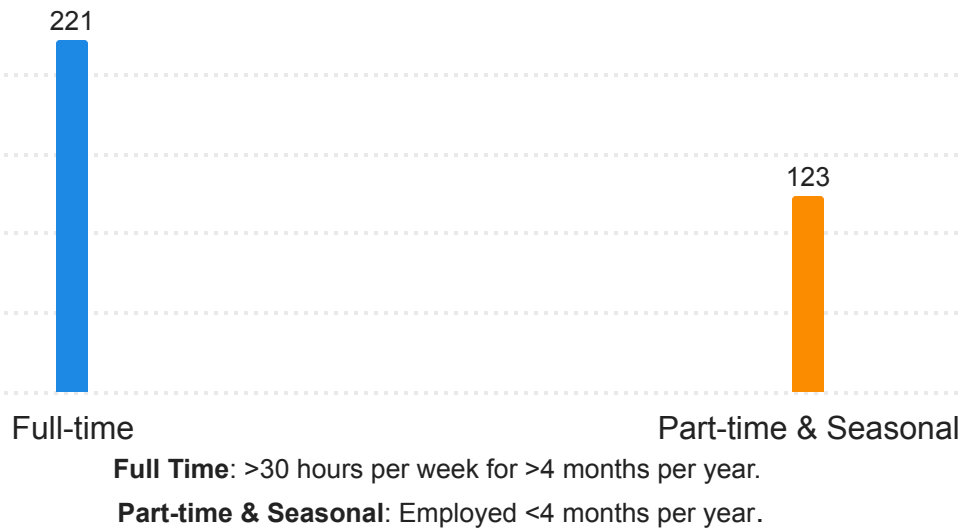 221
123
Full-time
Part-time & Seasonal
Full Time: >30 hours per week for >4 months per year.
Part-time & Seasonal: Employed <4 months per year.